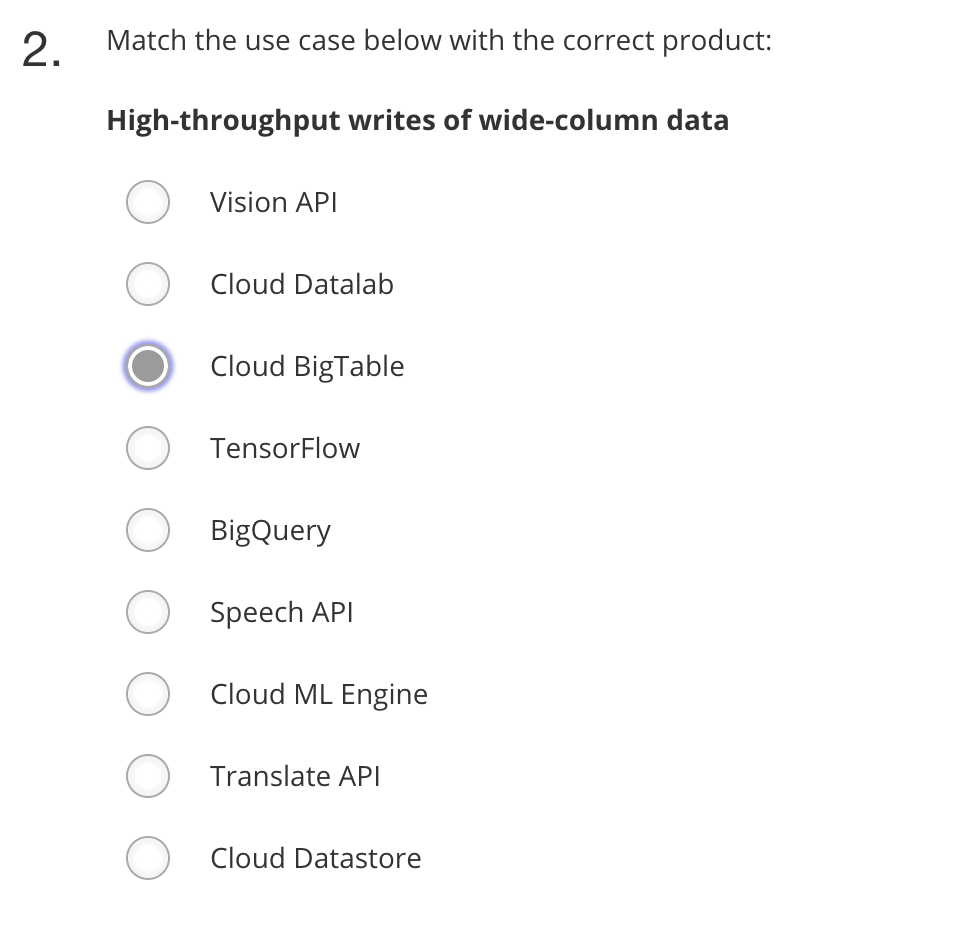 2. Match the use case below with the correct product:
High-throughput writes of wide-column data
Vision API
Cloud Datalab
Cloud BigTable
TensorFlow
BigQuery
Speech API
Cloud ML Engine
Translate API
Cloud Datastore